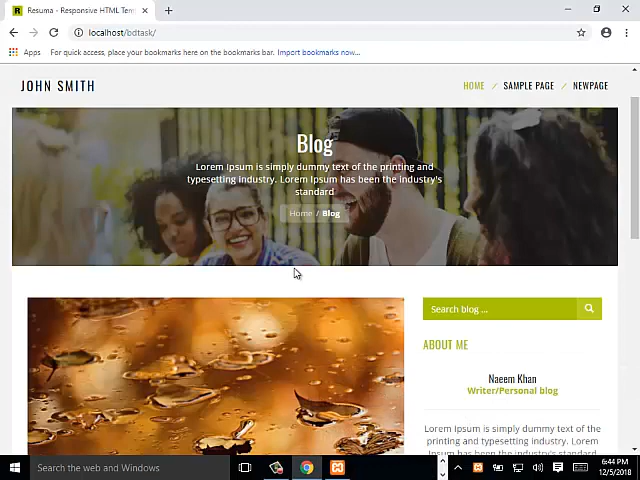 Resuma - Responsive HTML Tem
localhost/bdtask/
Apps For quick access, place your bookmarks here on the bookmarks bar. Import bookmarks now...
JOHN SMITH
HOME / SAMPLE PAGE / NEWPAGE
Blog
Lorem Ipsum is simply dummy text of the printing and
typesetting industry. Lorem Ipsum has been the industry's
standard
Home / Blog
Search blog ...
ABOUT ME
Naeem Khan
Writer/Personal blog
Lorem Ipsum is simply dummy text of the
printing and typesetting industry. Lorem
Ipsum has been the industry's standard
Search the web and Windows
6:44 PM
12/5/2018